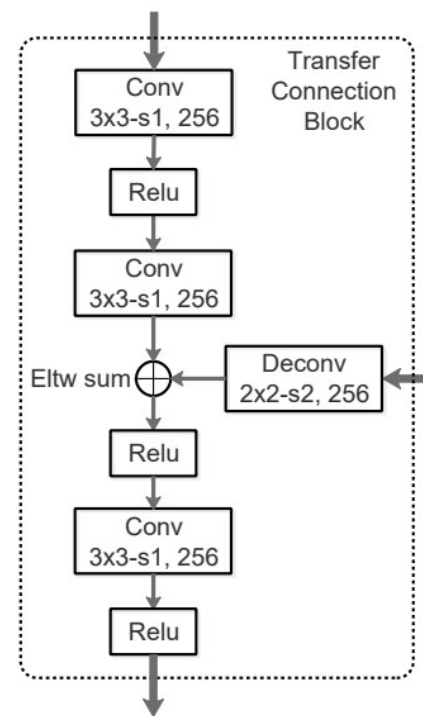 Transfer
Connection
Block
Conv
3x3-s1, 256
Relu
Conv
3x3-s1, 256
Eltw sum
Deconv
2x2-s2, 256
Relu
Conv
3x3-s1, 256
Relu